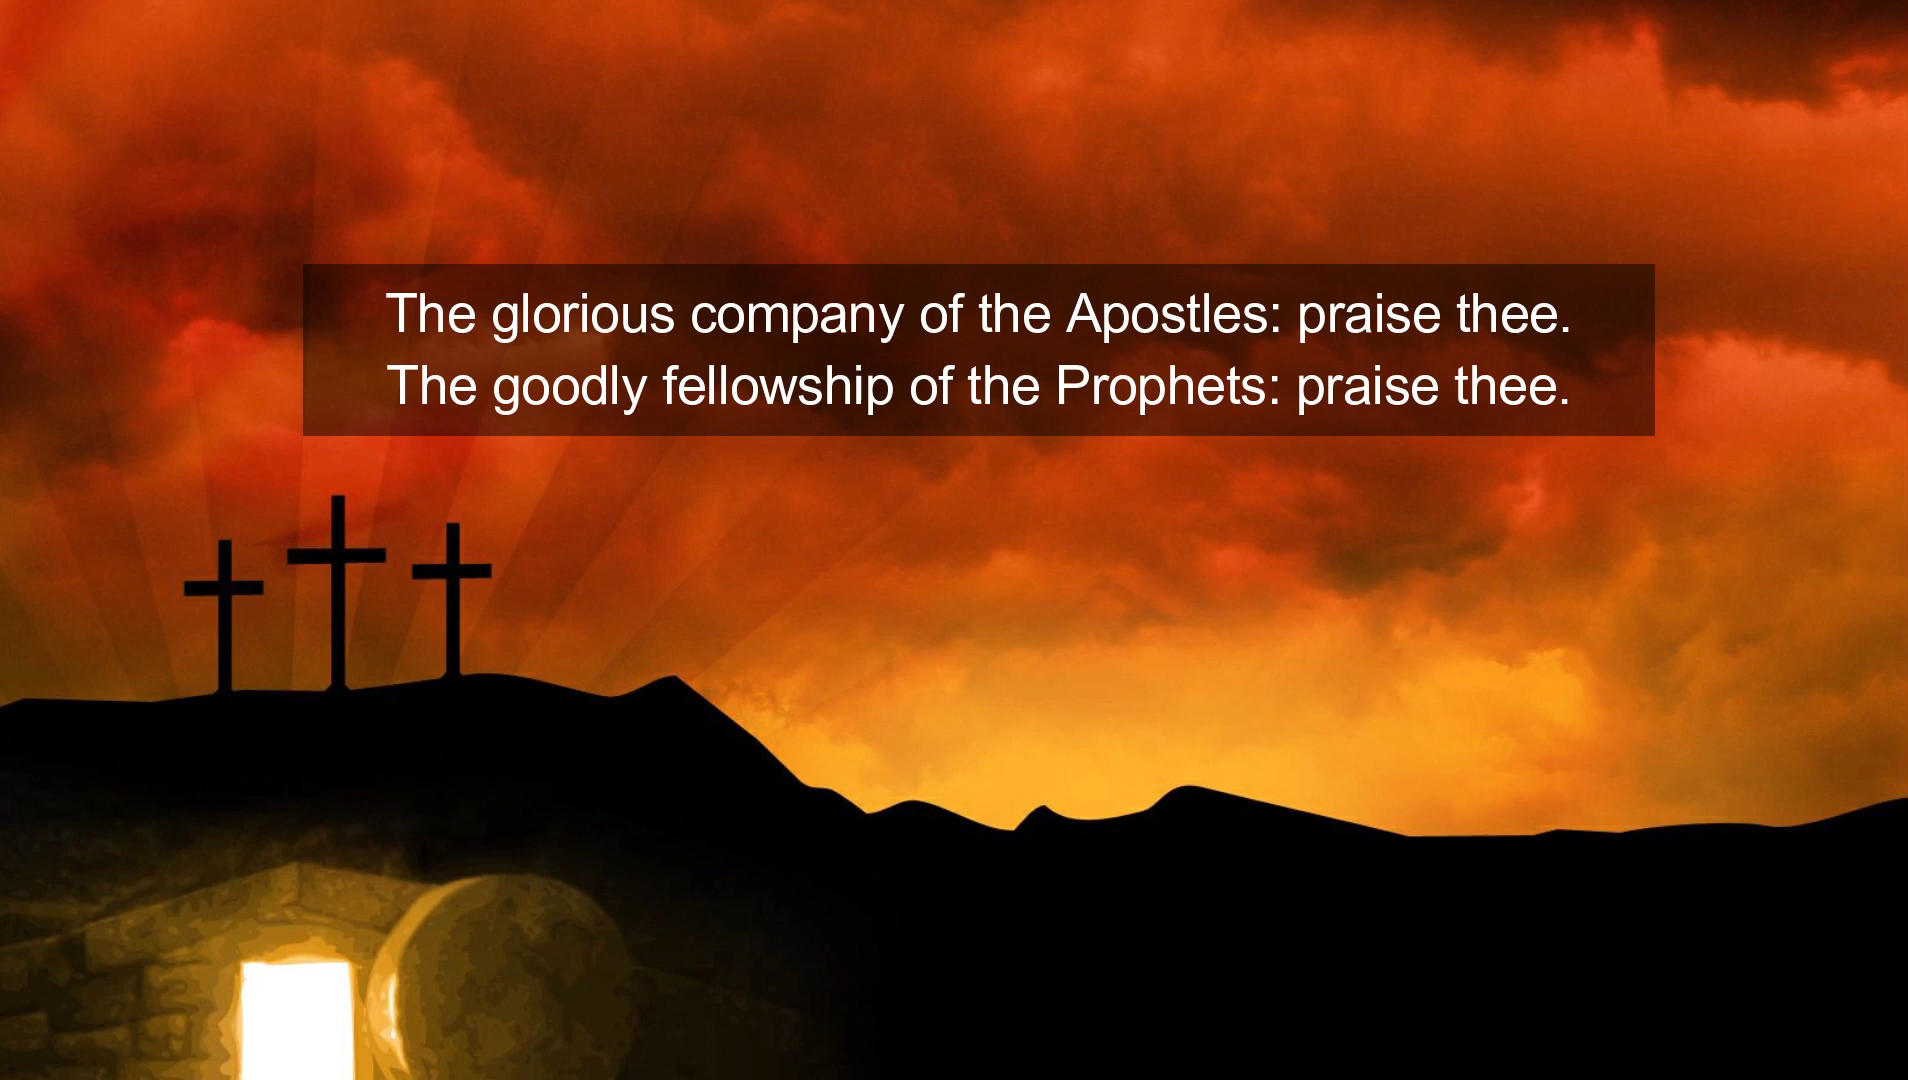 The glorious company of the Apostles: praise thee.
The goodly fellowship of the Prophets: praise thee.